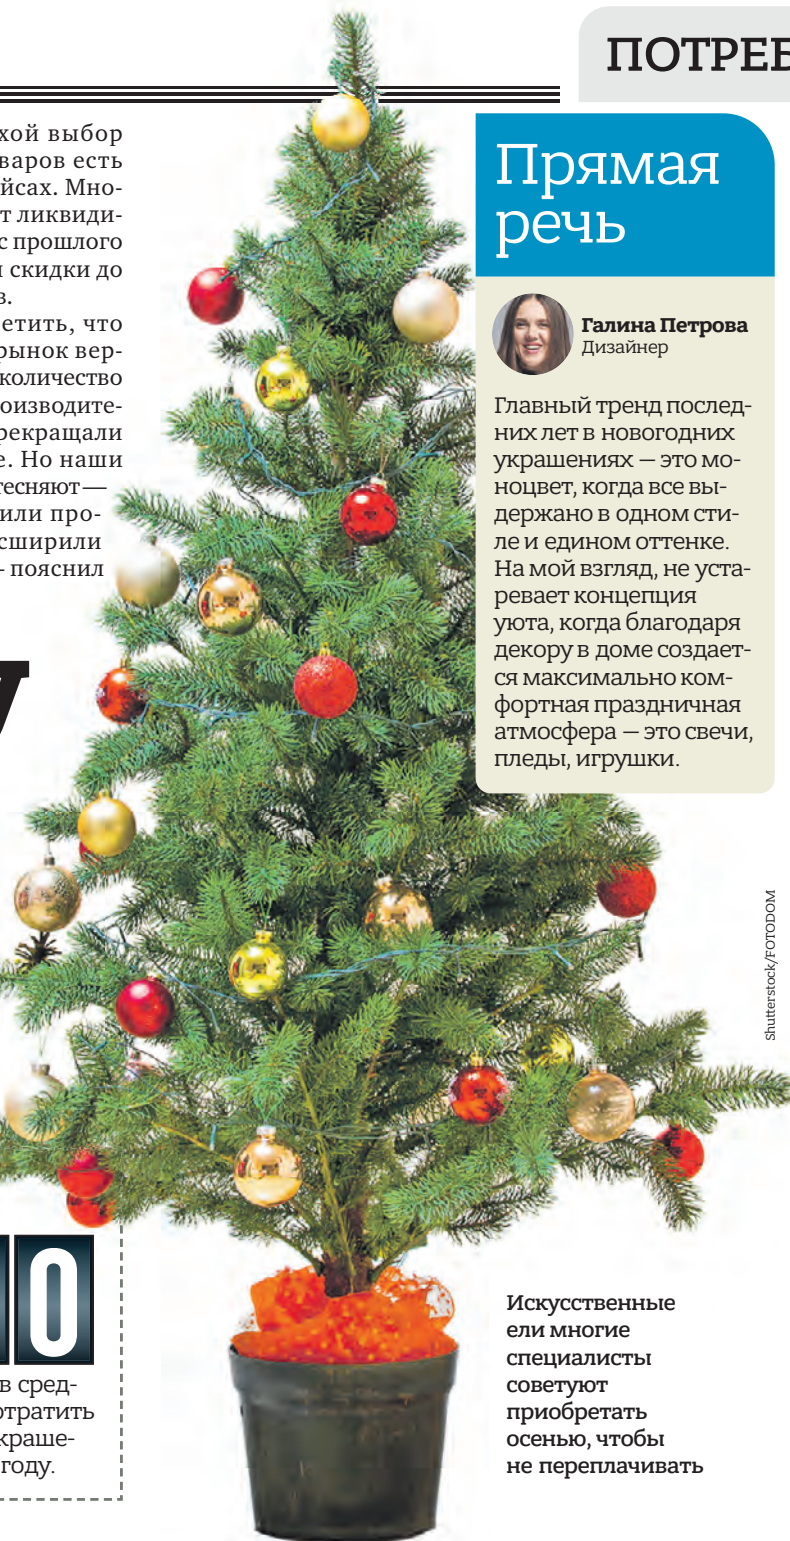 ПОТРЕБ
хой выбор
варов есть
йсах. Мно-
т ликвиди-
с прошлого
и скидки до
в.
етить, что
рынок вер-
количество
оизводите-
рекращали
е. Но наши
тесняют —
или про-
сширили
– пояснил
у
Прямая
речь
Галина Петрова
Дизайнер
Главный тренд послед-
них лет в новогодних
украшениях — это мо-
ноцвет, когда все вы-
держано в одном сти-
ле и едином оттенке.
На мой взгляд, не уста-
ревает концепция
уюта, когда благодаря
декору в доме создает-
ся максимально ком-
фортная праздничная
атмосфера — это свечи,
пледы, игрушки.
Shutterstock/FOTODOM
0
в сред-
отратить
краше-
году.
Искусственные
ели многие
специалисты
советуют
приобретать
осенью, чтобы
не переплачивать